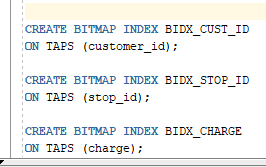 CREATE BITMAP INDEX BIDX_CUST_ID
ON TAPS (customer_id);
CREATE BITMAP INDEX BIDX_STOP_ID
ON TAPS (stop_id);
CREATE BITMAP INDEX BIDX_CHARGE
ON TAPS (charge);